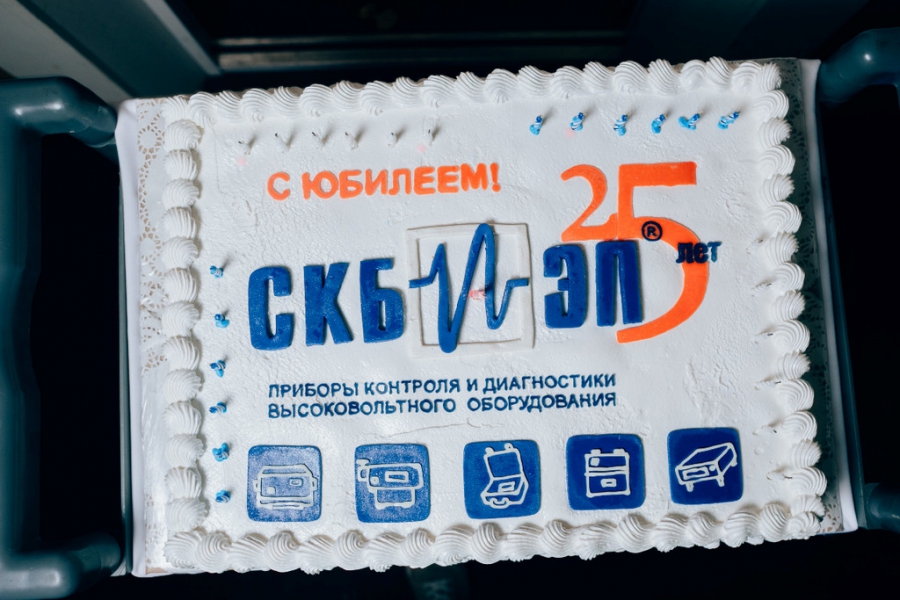 С ЮБИЛЕЕМ!
25 лет
СКБ ЭП®
ПРИБОРЫ КОНТРОЛЯ И ДИАГНОСТИКИ
ВЫСОКОВОЛЬТНОГО ОБОРУДОВАНИЯ